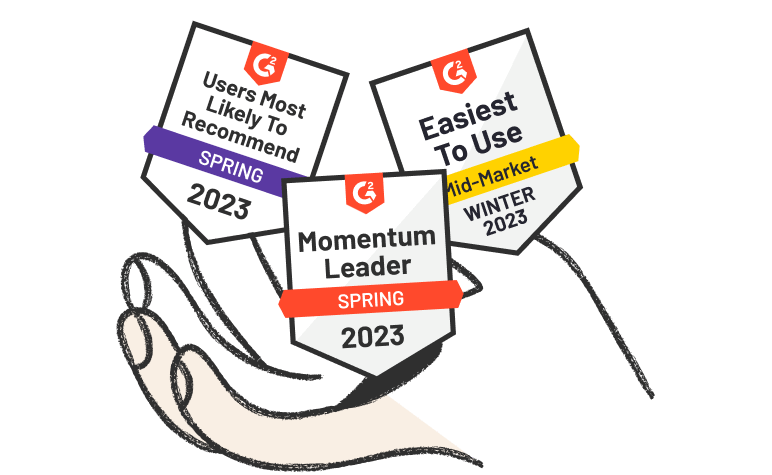 G2
Users Most
Likely To
Recommend
SPRING
2023
G2
Easiest
To Use
Mid-Market
WINTER
2023
G2
Momentum
Leader
SPRING
2023